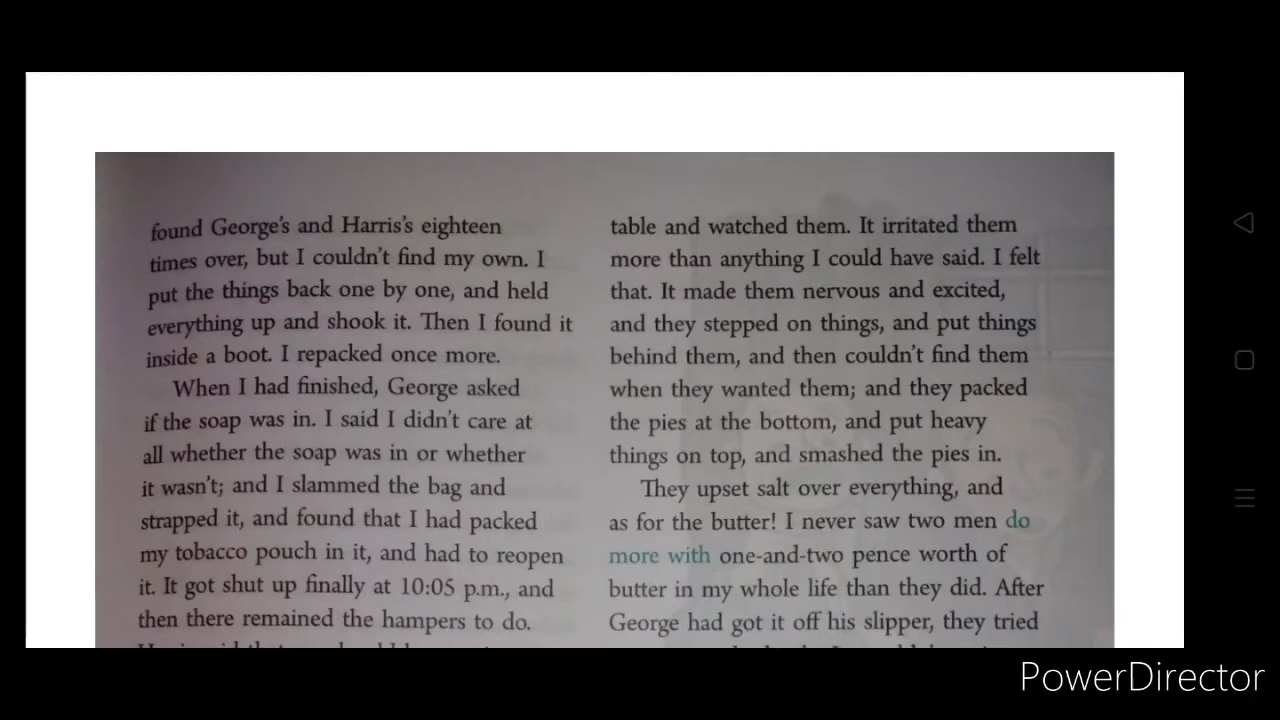 found George's and Harris's eighteen
times over, but I couldn't find my own. I
put the things back one by one, and held
everything up and shook it. Then I found it
inside a boot. I repacked once more.
When I had finished, George asked
if the soap was in. I said I didn't care at
all whether the soap was in or whether
it wasn't; and I slammed the bag and
strapped it, and found that I had packed
my tobacco pouch in it, and had to reopen
it. It got shut up finally at 10:05 p.m., and
then there remained the hampers to do.
table and watched them. It irritated them
more than anything I could have said. I felt
that. It made them nervous and excited,
and they stepped on things, and put things
behind them, and then couldn't find them
when they wanted them; and they packed
the pies at the bottom, and put heavy
things on top, and smashed the pies in.
They upset salt over everything, and
as for the butter! I never saw two men do
more with one-and-two pence worth of
butter in my whole life than they did. After
George had got it off his slipper, they tried
PowerDirector